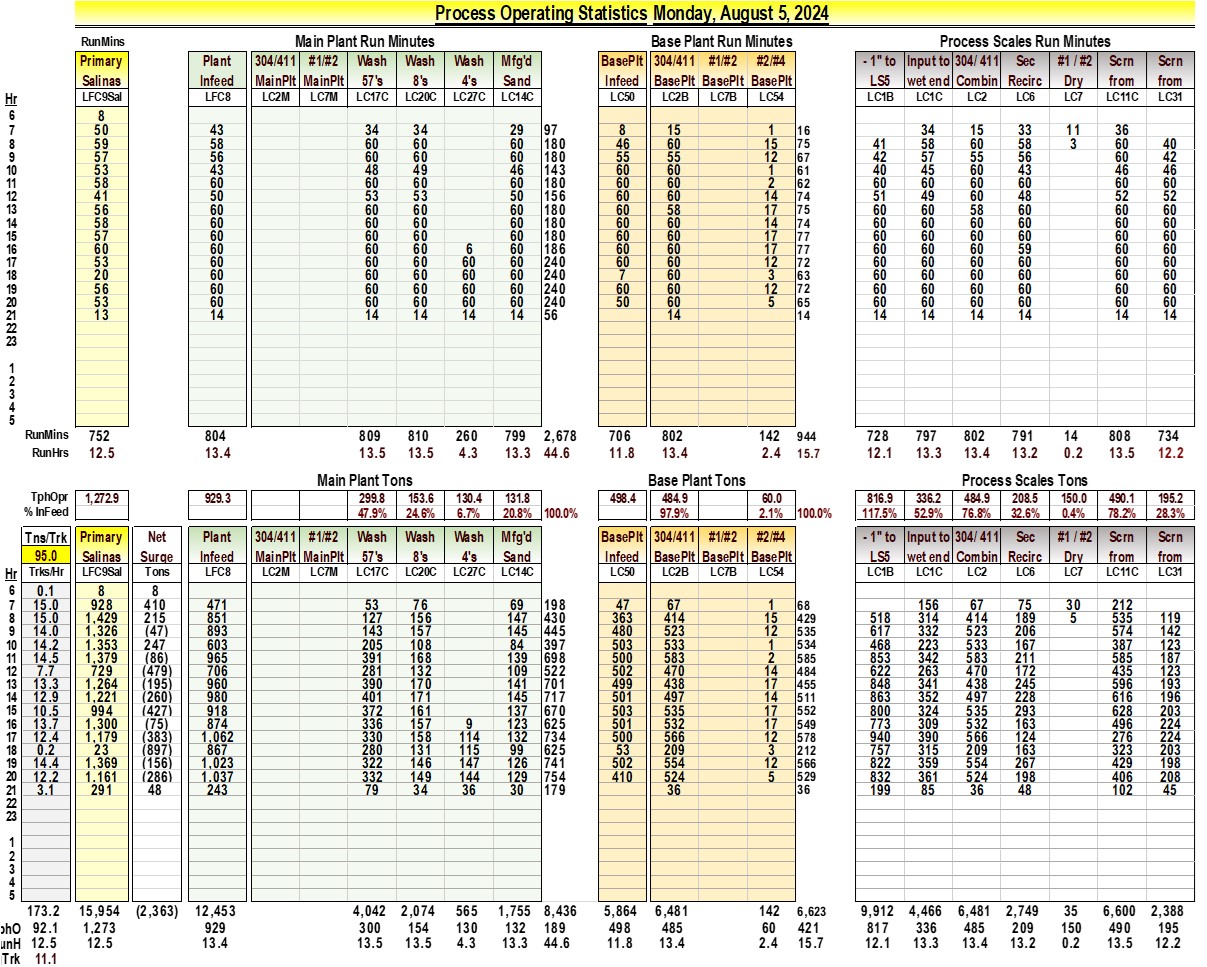 Process Operating Statistics Monday, August 5, 2024
RunMins Main Plant Run Minutes Base Plant Run Minutes Process Scales Run Minutes
Primary Plant 304/411 #1/#2 Wash Wash Wash Mfg'd BasePlt 304/411 #1/#2 #2/#4 - 1" to Input to 304/ 411 Sec #1 / #2 Scrn Scrn
Salinas Infeed MainPlt MainPlt 57's 8's 4's Sand Infeed BasePlt BasePlt BasePlt LS5 wet end Combin Recirc Dry from from
Hr LFC9Sal LFC8 LC2M LC7M LC17C LC20C LC27C LC14C LC50 LC2B LC7B LC54 LC1B LC1C LC2 LC6 LC7 LC11C LC31
6 8
7 50 43 34 34 29 97 8 15 1 16 34 15 33 11 36
8 59 58 60 60 60 180 46 60 15 75 41 58 60 58 3 60 40
9 57 56 60 60 60 180 55 55 12 67 42 57 55 56 60 42
10 53 43 48 49 46 143 60 60 1 61 40 45 60 43 46 46
11 58 60 60 60 60 180 60 60 2 62 60 60 60 60 60 60
12 41 50 53 53 50 156 60 60 14 74 51 49 60 48 52 52
13 56 60 60 60 60 180 60 58 17 75 60 60 58 60 60 60
14 58 60 60 60 60 180 60 60 14 74 60 60 60 60 60 60
15 57 60 60 60 60 180 60 60 17 77 60 60 60 60 60 60
16 60 60 60 60 6 60 186 60 60 17 77 60 60 60 59 60 60
17 53 60 60 60 60 60 240 60 60 12 72 60 60 60 60 60 60
18 20 60 60 60 60 60 240 7 60 3 63 60 60 60 60 60 60
19 56 60 60 60 60 60 240 60 60 12 72 60 60 60 60 60 60
20 53 60 60 60 60 60 240 50 60 5 65 60 60 60 60 60 60
21 13 14 14 14 14 14 56 14 14 14 14 14 14 14 14
22
23
1
2
3
4
5
RunMins 752 804 809 810 260 799 2,678 706 802 142 944 728 797 802 791 14 808 734
RunHrs 12.5 13.4 13.5 13.5 4.3 13.3 44.6 11.8 13.4 2.4 15.7 12.1 13.3 13.4 13.2 0.2 13.5 12.2
Main Plant Tons Base Plant Tons Process Scales Tons
TphOpr 1,272.9 929.3 299.8 153.6 130.4 131.8 498.4 484.9 60.0 816.9 336.2 484.9 208.5 150.0 490.1 195.2
% InFeed 47.9% 24.6% 6.7% 20.8% 100.0% 97.9% 2.1% 100.0% 117.5% 52.9% 76.8% 32.6% 0.4% 78.2% 28.3%
Tns/Trk Primary Net Plant 304/411 #1/#2 Wash Wash Wash Mfg'd BasePlt 304/411 #1/#2 #2/#4 - 1" to Input to 304/ 411 Sec #1 / #2 Scrn Scrn
95.0 Salinas Surge Infeed MainPlt MainPlt 57's 8's 4's Sand Infeed BasePlt BasePlt BasePlt LS5 wet end Combin Recirc Dry from from
Hr Trks/Hr LFC9Sal Tons LFC8 LC2M LC7M LC17C LC20C LC27C LC14C LC50 LC2B LC7B LC54 LC1B LC1C LC2 LC6 LC7 LC11C LC31
6 0.1 8 8
7 15.0 928 410 471 53 76 69 198 47 67 1 68 156 67 75 30 212
8 15.0 1,429 215 851 127 156 147 430 363 414 15 429 518 314 414 189 5 535 119
9 14.0 1,326 (47) 893 143 157 145 445 480 523 12 535 617 332 523 206 574 142
10 14.2 1,353 247 603 205 108 84 397 503 533 1 534 468 223 533 167 387 123
11 14.5 1,379 (86) 965 391 168 139 698 500 583 2 585 853 342 583 211 585 187
12 7.7 729 (479) 706 281 132 109 522 502 470 14 484 622 263 470 172 435 123
13 13.3 1,264 (195) 960 390 170 141 701 499 438 17 455 848 341 438 245 596 193
14 12.9 1,221 (260) 980 401 171 145 717 501 497 14 511 863 352 497 228 616 196
15 10.5 994 (427) 918 372 161 137 670 503 535 17 552 800 324 535 293 628 203
16 13.7 1,300 (75) 874 336 157 9 123 625 501 532 17 549 773 309 532 163 496 224
17 12.4 1,179 (383) 1,062 330 158 114 132 734 500 566 12 578 940 390 566 124 276 224
18 0.2 23 (897) 867 280 131 115 99 625 53 209 3 212 757 315 209 163 323 203
19 14.4 1,369 (156) 1,023 322 146 147 126 741 502 554 12 566 822 359 554 267 429 198
20 12.2 1,161 (286) 1,037 332 149 144 129 754 410 524 5 529 832 361 524 198 406 208
21 3.1 291 48 243 79 34 36 30 179 36 36 199 85 36 48 102 45
22
23
1
2
3
4
5
173.2 15,954 (2,363) 12,453 4,042 2,074 565 1,755 8,436 5,864 6,481 142 6,623 9,912 4,466 6,481 2,749 35 6,600 2,388
phO 92.1 1,273 929 300 154 130 132 189 498 485 60 421 817 336 485 209 150 490 195
unH 12.5 12.5 13.4 13.5 13.5 4.3 13.3 44.6 11.8 13.4 2.4 15.7 12.1 13.3 13.4 13.2 0.2 13.5 12.2
Trk 11.1